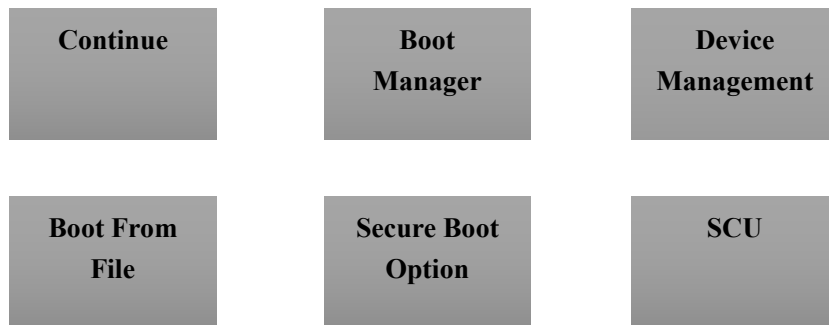 Continue
Boot
Manager
Device
Management
Boot From
File
Secure Boot
Option
SCU